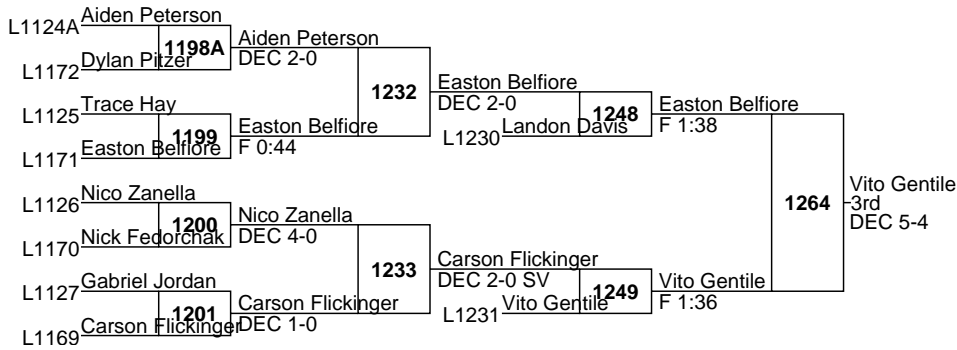 L1124A Aiden Peterson
1198A
Aiden Peterson
DEC 2-0
L1172 Dylan Pitzer
1232
Easton Belfiore
DEC 2-0
L1125 Trace Hay
1199
Easton Belfiore
F 0:44
L1171 Easton Belfiore
L1230 Landon Davis
1248
Easton Belfiore
F 1:38
L1126 Nico Zanella
1200
Nico Zanella
DEC 4-0
L1170 Nick Fedorchak
1233
Carson Flickinger
DEC 2-0 SV
L1127 Gabriel Jordan
1201
Carson Flickinger
DEC 1-0
L1169 Carson Flickinger
L1231 Vito Gentile
1249
Vito Gentile
F 1:36
1264
Vito Gentile
3rd
DEC 5-4